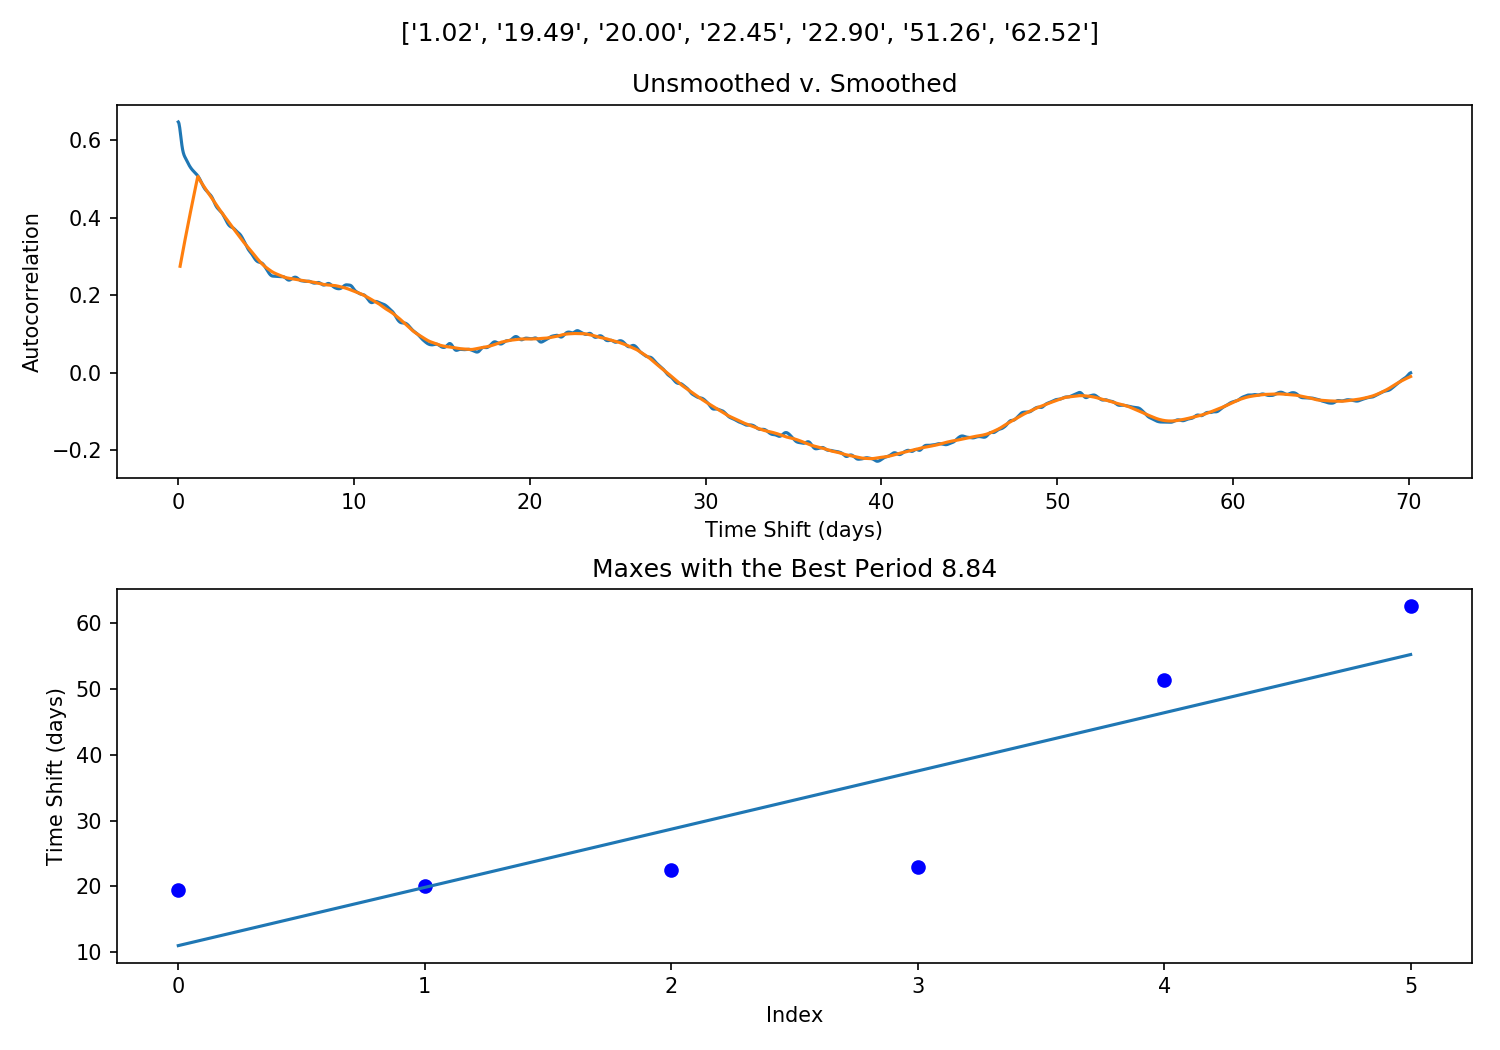 ['1.02', '19.49', '20.00', '22.45', '22.90', '51.26', '62.52']
Unsmoothed v. Smoothed
Autocorrelation
0.6
0.4
0.2
0.0
−0.2
0 10 20 30 40 50 60 70
Time Shift (days)
Maxes with the Best Period 8.84
Time Shift (days)
60
50
40
30
20
10
0 1 2 3 4 5
Index